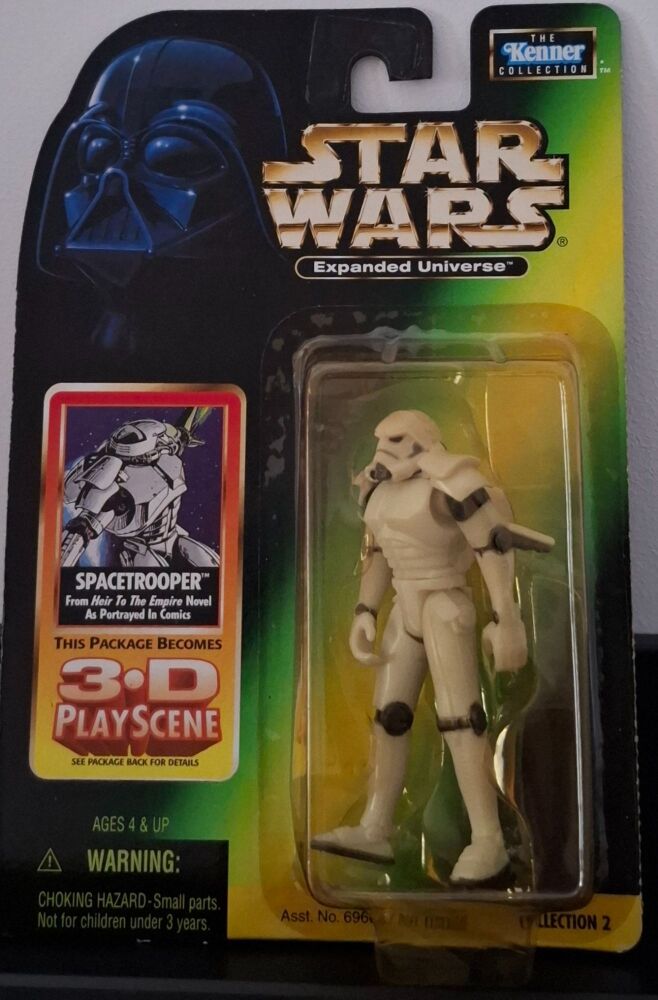 THE
Kenner
COLLECTION ™
STAR
WARS®
Expanded Universe™
SPACETROOPER™
From Heir To The Empire Novel
As Portrayed In Comics
THIS PACKAGE BECOMES
3•D
PLAYSCENE
SEE PACKAGE BACK FOR DETAILS
AGES 4 & UP
WARNING:
CHOKING HAZARD-Small parts.
Not for children under 3 years.
Asst. No.
COLLECTION 2